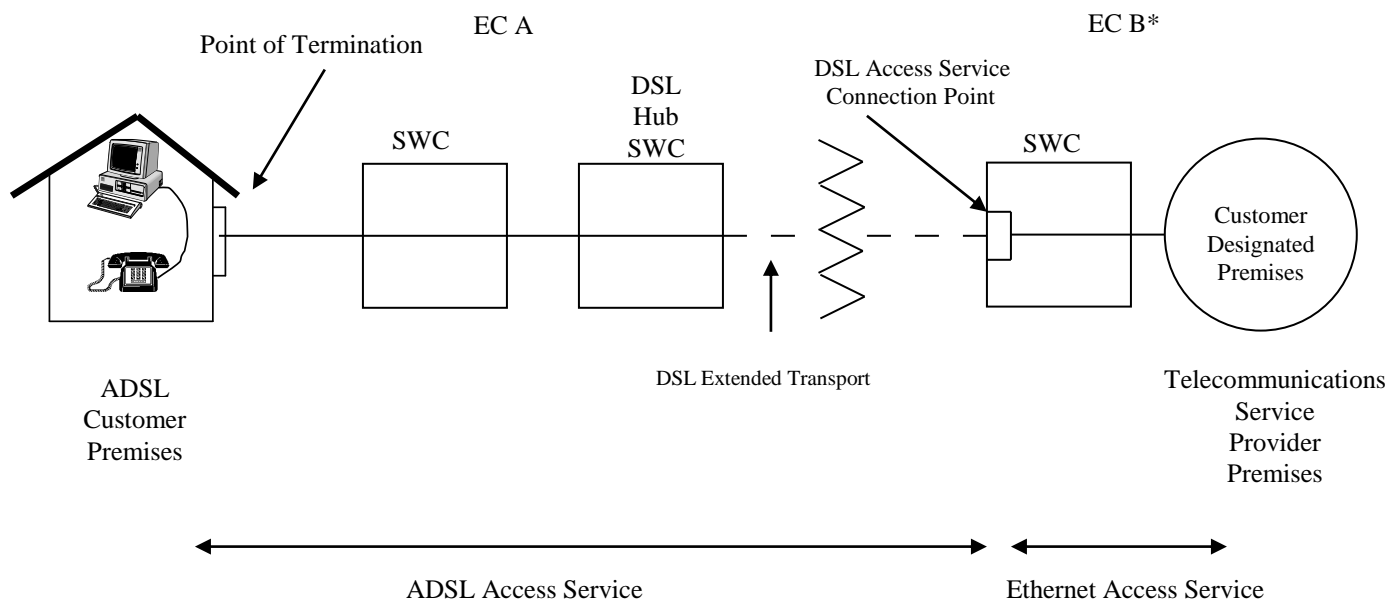 EC A
EC B*
Point of Termination
DSL Access Service
Connection Point
DSL
Hub
SWC
SWC
SWC
Customer
Designated
Premises
DSL Extended Transport
ADSL
Customer
Premises
Telecommunications
Service
Provider
Premises
ADSL Access Service
Ethernet Access Service